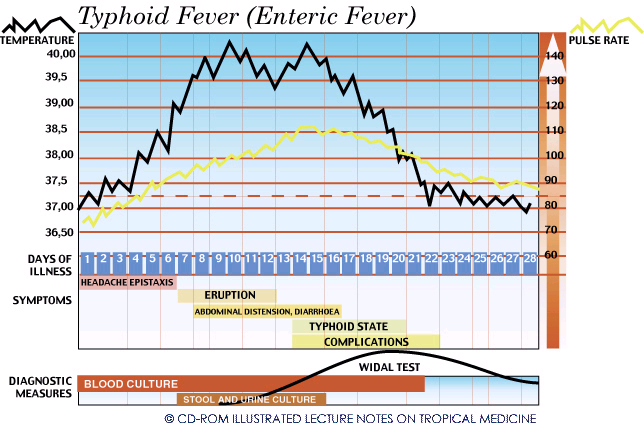 Typhoid Fever (Enteric Fever)
TEMPERATURE
PULSE RATE
40,00
39,5
39,00
38,5
38,00
37,5
37,00
36,50
140
130
120
110
100
90
80
70
60
DAYS OF
ILLNESS
1 2 3 4 5 6 7 8 9 10 11 12 13 14 15 16 17 18 19 20 21 22 23 24 25 26 27 28
HEADACHE EPISTAXIS
SYMPTOMS
ERUPTION
ABDOMINAL DISTENSION, DIARRHOEA
TYPHOID STATE
COMPLICATIONS
WIDAL TEST
DIAGNOSTIC
MEASURES
BLOOD CULTURE
STOOL AND URINE CULTURE
© CD-ROM ILLUSTRATED LECTURE NOTES ON TROPICAL MEDICINE